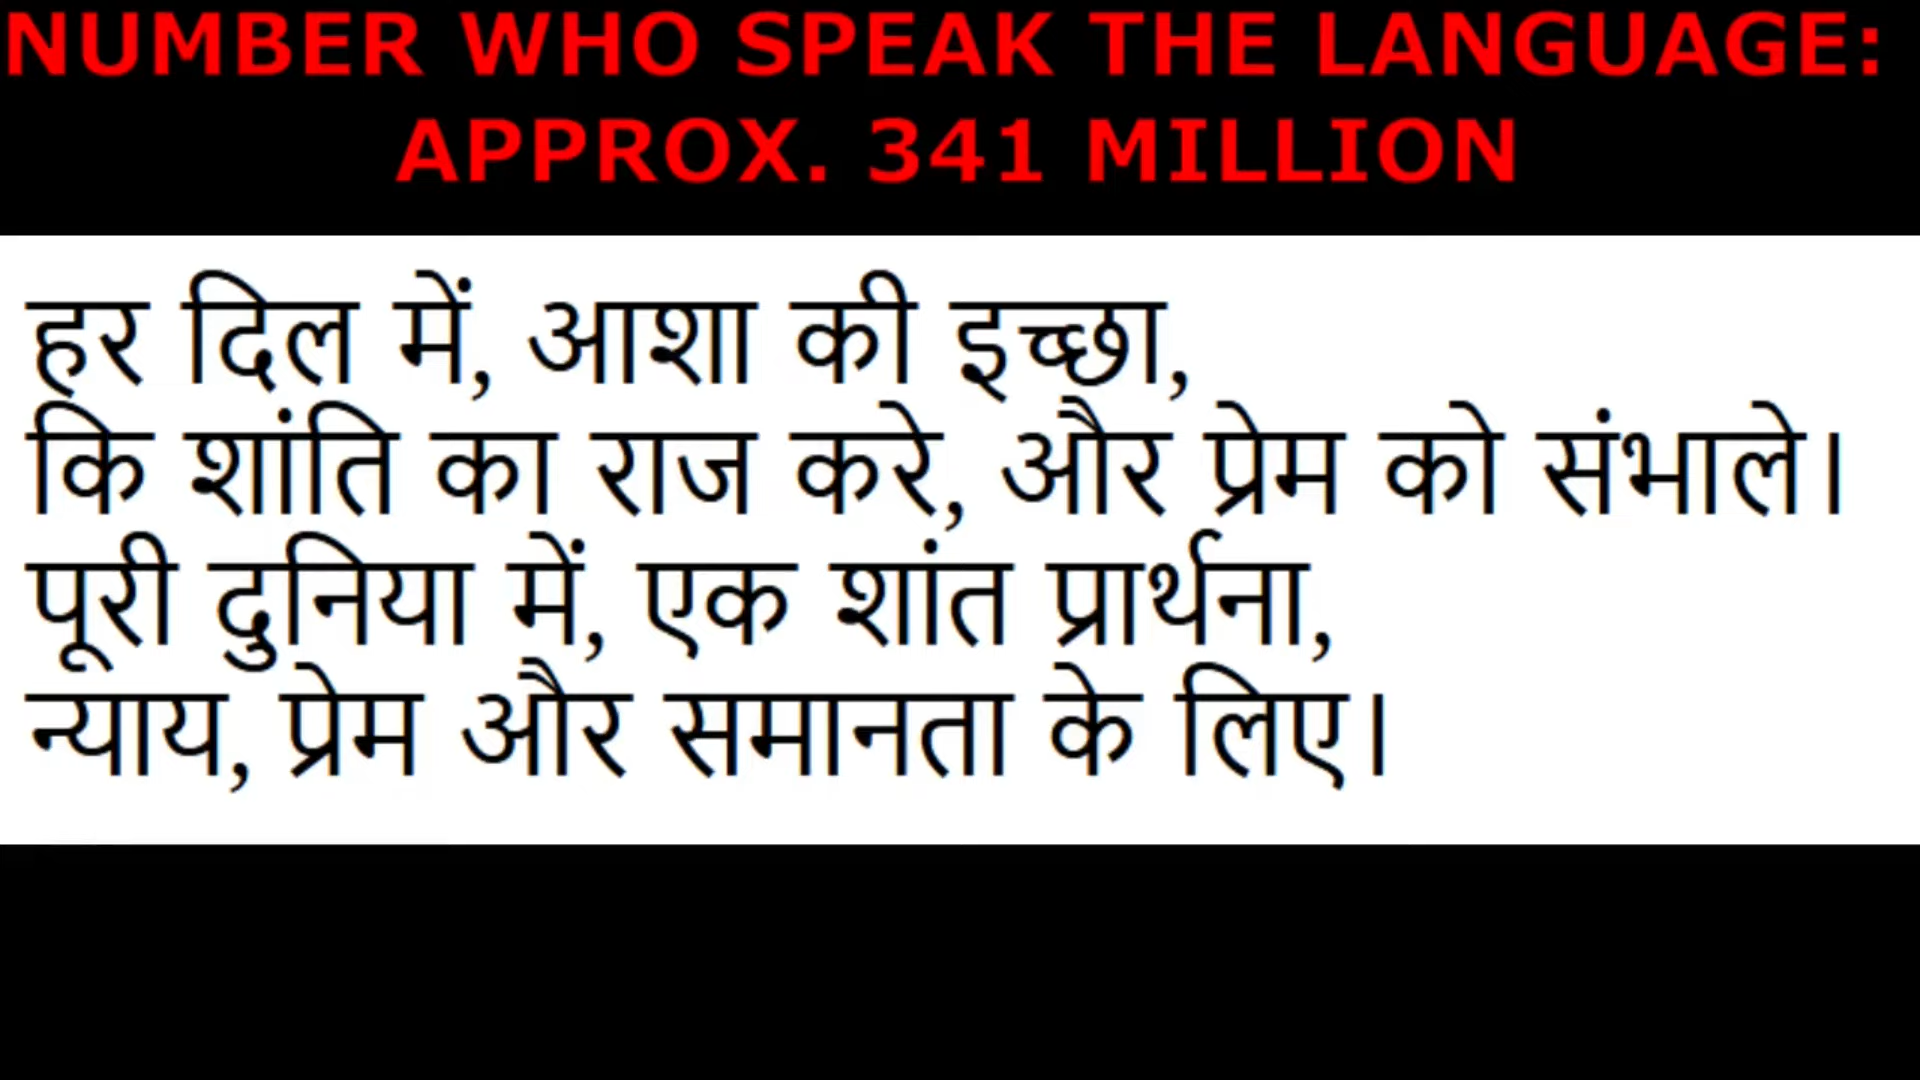 NUMBER WHO SPEAK THE LANGUAGE:
APPROX. 341 MILLION
हर दिल में, आशा की इच्छा,
कि शांति का राज करे, और प्रेम को संभाले।
पूरी दुनिया में, एक शांत प्रार्थना,
न्याय, प्रेम और समानता के लिए।